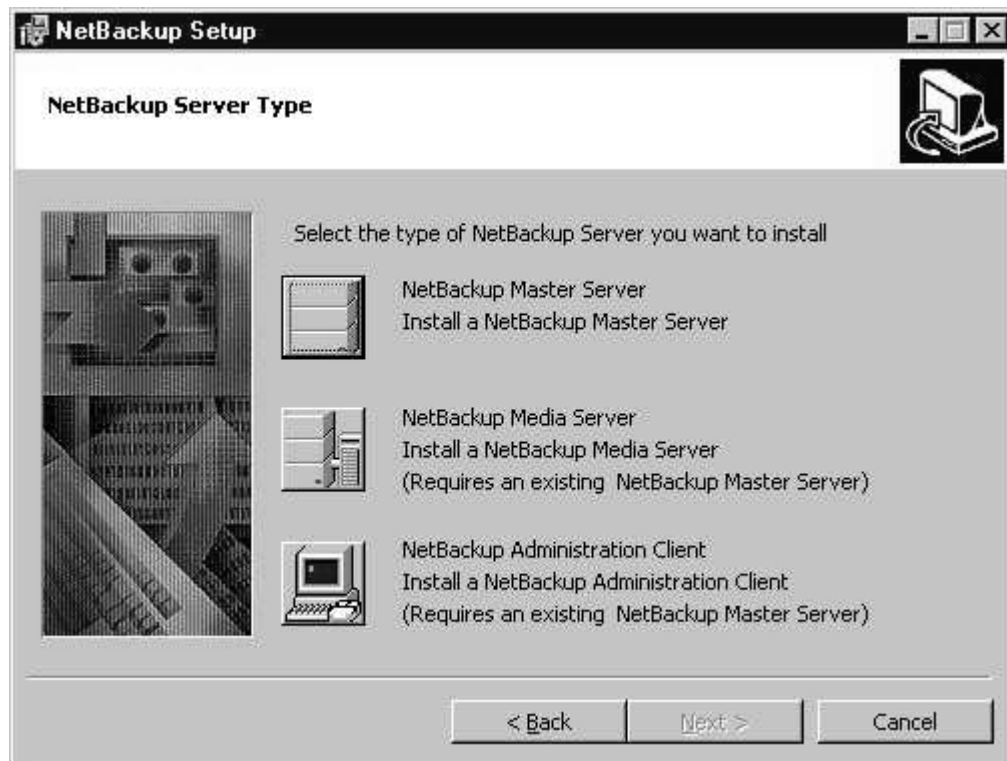 NetBackup Setup
NetBackup Server Type
Select the type of NetBackup Server you want to install
NetBackup Master Server
Install a NetBackup Master Server
NetBackup Media Server
Install a NetBackup Media Server
(Requires an existing NetBackup Master Server)
NetBackup Administration Client
Install a NetBackup Administration Client
(Requires an existing NetBackup Master Server)
< Back
Next >
Cancel